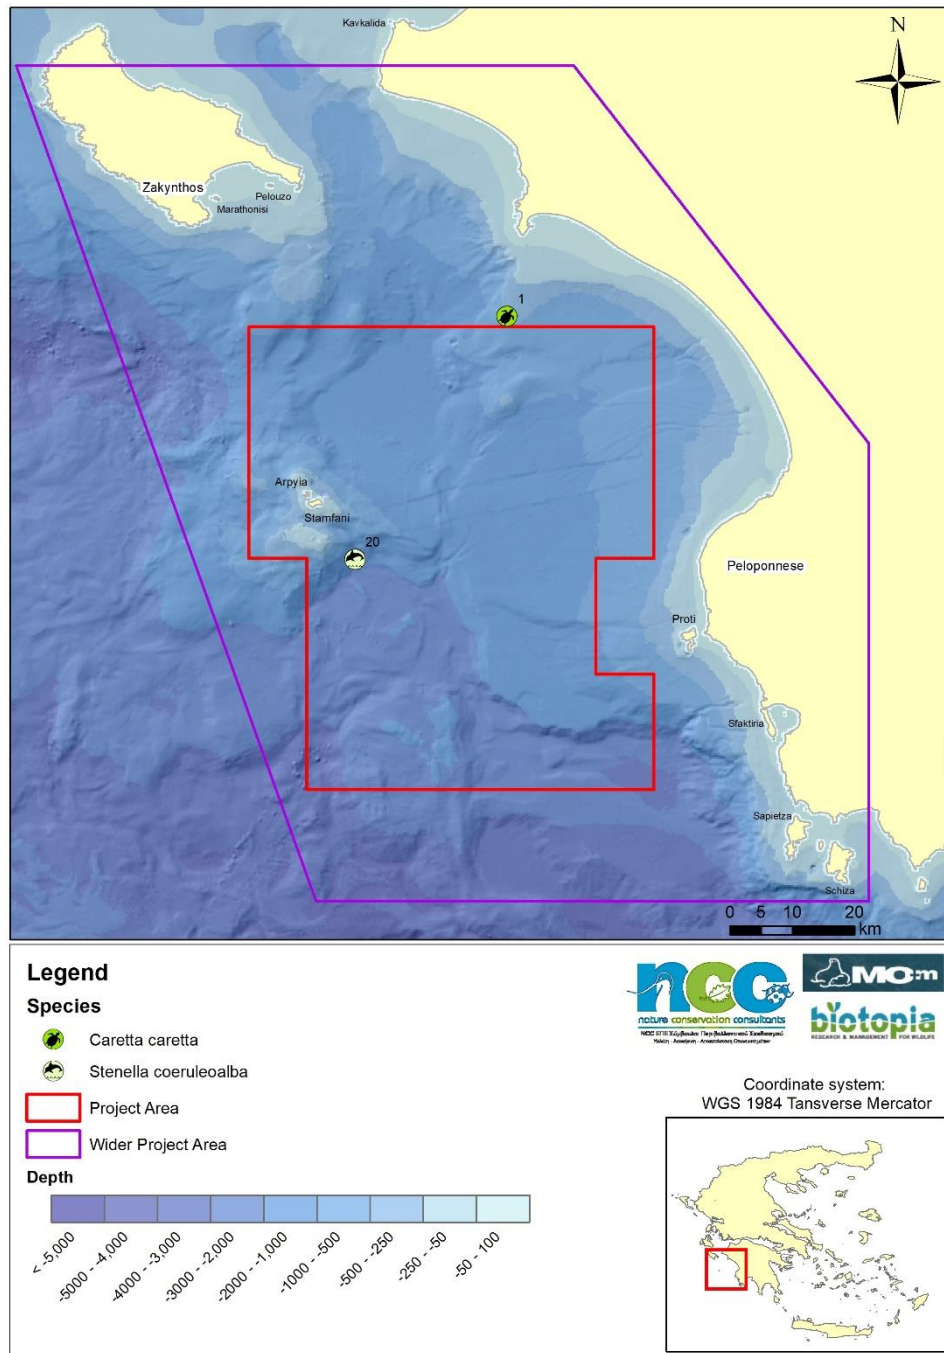 Kavkalida
N
Zakynthos
Pelouzo
Marathonisi
1
Arpyia
Stamfani
20
Peloponnese
Proti
Sfaktiria
Sapietza
Schiza
0 5 10 20
km
Legend
Species
Caretta caretta
Stenella coeruleoalba
Project Area
Wider Project Area
Depth
< -5,000
-5000 - -4,000
-4000 - -3,000
-3000 - -2,000
-2000 - -1,000
-1000 - -500
-500 - -250
-250 - -50
-50 - 100
ncc
nature conservation consultants
MOm
biotopia
RESEARCH & MANAGEMENT FOR WILDLIFE
Coordinate system:
WGS 1984 Tansverse Mercator